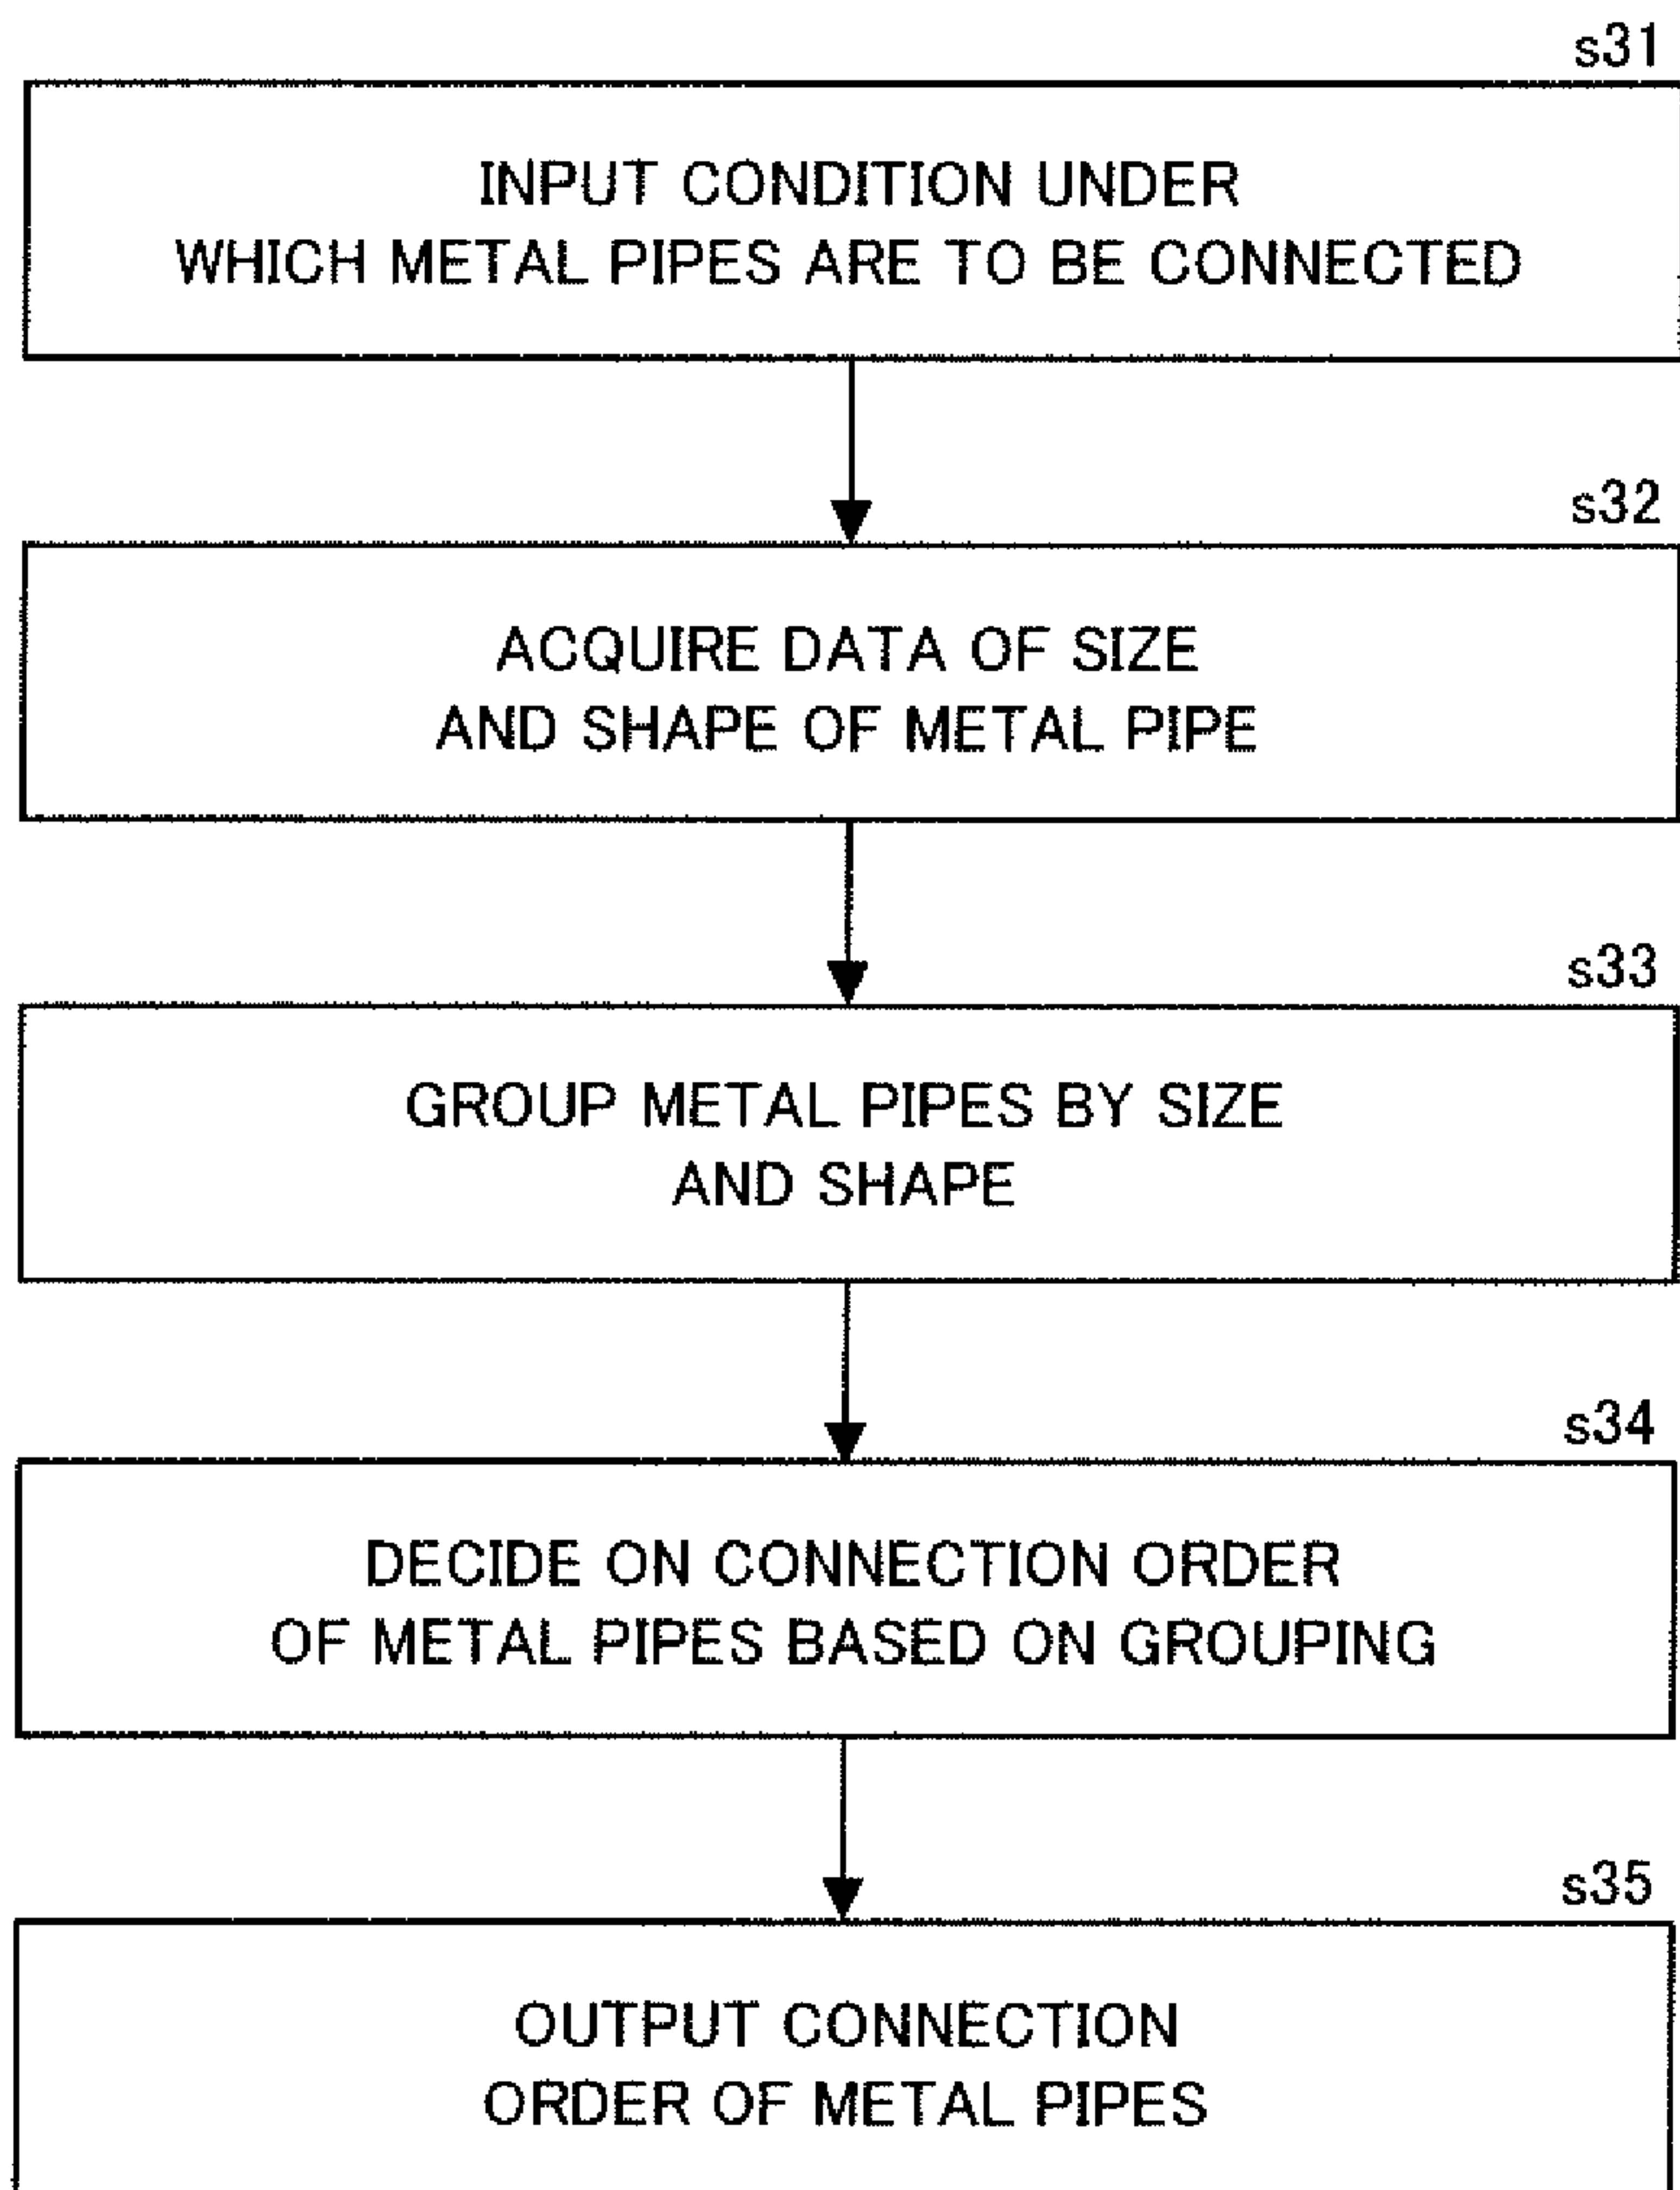 s31
INPUT CONDITION UNDER
WHICH METAL PIPES ARE TO BE CONNECTED
s32
ACQUIRE DATA OF SIZE
AND SHAPE OF METAL PIPE
s33
GROUP METAL PIPES BY SIZE
AND SHAPE
s34
DECIDE ON CONNECTION ORDER
OF METAL PIPES BASED ON GROUPING
s35
OUTPUT CONNECTION
ORDER OF METAL PIPES